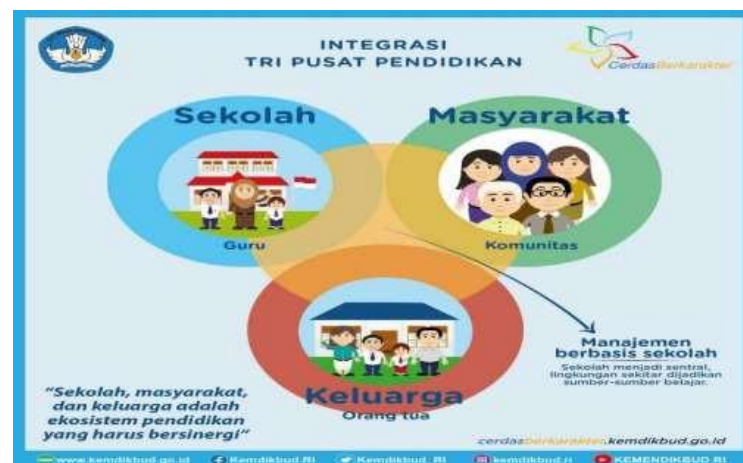 INTEGRASI
TRI PUSAT PENDIDIKAN
CerdasBerkarakter
Sekolah
Guru
Masyarakat
Komunitas
Keluarga
Orang tua
Manajemen
berbasis sekolah
Sekolah menjadi sentral,
lingkungan sekitar dijadikan
sumber-sumber belajar.
"Sekolah, masyarakat,
dan keluarga adalah
ekosistem pendidikan
yang harus bersinergi"
cerdasberkarakter.kemdikbud.go.id
www.kemdikbud.go.id Kemdikbud.RI Kemdikbud_RI kemdikbud.ri KEMENDIKBUD RI